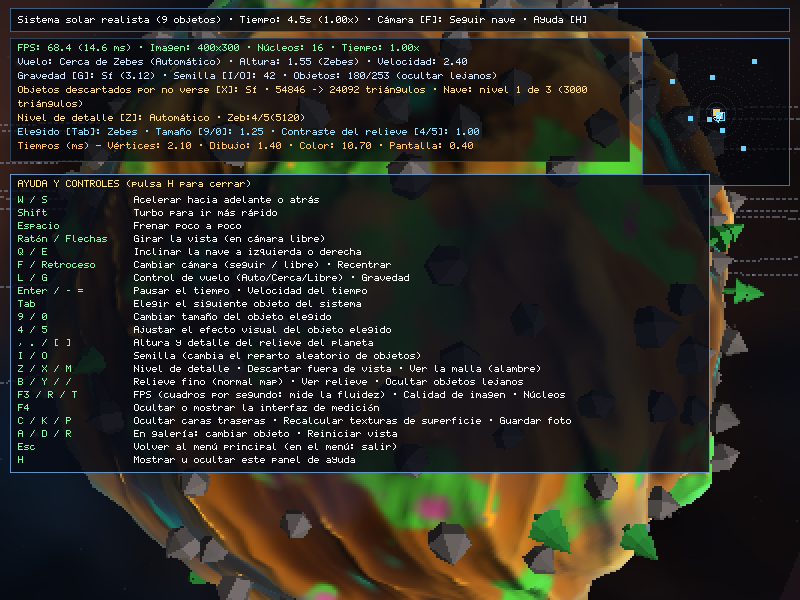 Sistema solar realista (9 objetos) · Tiempo: 4.5s (1.00x) · Cámara [F]: Seguir nave · Ayuda [H]
FPS: 68.4 (14.6 ms) · Imagen: 400x300 · Núcleos: 16 · Tiempo: 1.00x
Vuelo: Cerca de Zebes (Automático) · Altura: 1.55 (Zebes) · Velocidad: 2.40
Gravedad [G]: Sí (3.12) · Semilla [I/O]: 42 · Objetos: 180/253 (ocultar lejanos)
Objetos descartados por no verse [X]: Sí · 54846 -> 24092 triángulos · Nave: nivel 1 de 3 (3000
triángulos)
Nivel de detalle [Z]: Automático · Zeb:4/5(5120)
Elegido [Tab]: Zebes · Tamaño [9/0]: 1.25 · Contraste del relieve [4/5]: 1.00
Tiempos (ms) - Vértices: 2.10 · Dibujo: 1.40 · Color: 10.70 · Pantalla: 0.40
AYUDA Y CONTROLES (pulsa H para cerrar)
W / S Acelerar hacia adelante o atrás
Shift Turbo para ir más rápido
Espacio Frenar poco a poco
Ratón / Flechas Girar la vista (en cámara libre)
Q / E Inclinar la nave a izquierda o derecha
F / Retroceso Cambiar cámara (seguir / libre) · Recentrar
L / G Control de vuelo (Auto/Cerca/Libre) · Gravedad
Enter / - = Pausar el tiempo · Velocidad del tiempo
Tab Elegir el siguiente objeto del sistema
9 / 0 Cambiar tamaño del objeto elegido
4 / 5 Ajustar el efecto visual del objeto elegido
, . / [ ] Altura y detalle del relieve del planeta
I / O Semilla (cambia el reparto aleatorio de objetos)
Z / X / M Nivel de detalle · Descartar fuera de vista · Ver la malla (alambre)
B / Y / / Relieve fino (normal map) · Ver relieve · Ocultar objetos lejanos
F3 / R / T FPS (cuadros por segundo: mide la fluidez) · Calidad de imagen · Núcleos
F4 Ocultar o mostrar la interfaz de medición
C / K / P Ocultar caras traseras · Recalcular texturas de superficie · Guardar foto
A / D / R En galería: cambiar objeto · Reiniciar vista
Esc Volver al menú principal (en el menú: salir)
H Mostrar u ocultar este panel de ayuda